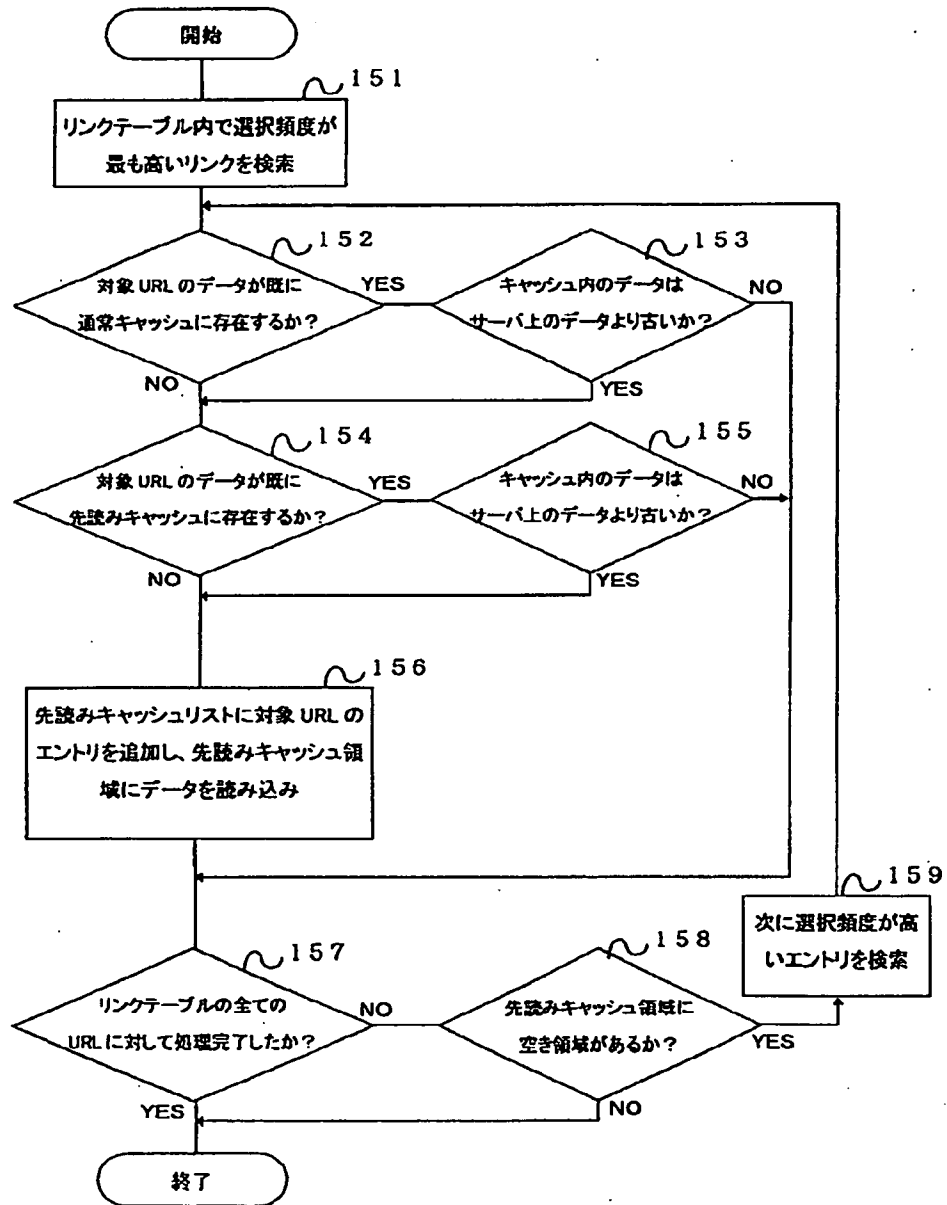 開始
151
リンクテーブル内で選択頻度が
最も高いリンクを検索
152
対象 URL のデータが既に
通常キャッシュに存在するか?
YES
NO
153
キャッシュ内のデータは
サーバ上のデータより古いか?
NO
YES
154
対象 URL のデータが既に
先読みキャッシュに存在するか?
YES
NO
155
キャッシュ内のデータは
サーバ上のデータより古いか?
NO
YES
156
先読みキャッシュリストに対象 URL の
エントリを追加し、先読みキャッシュ領
域にデータを読み込み
157
リンクテーブルの全ての
URL に対して処理完了したか?
NO
YES
158
先読みキャッシュ領域に
空き領域があるか?
YES
NO
159
次に選択頻度が高
いエントリを検索
終了